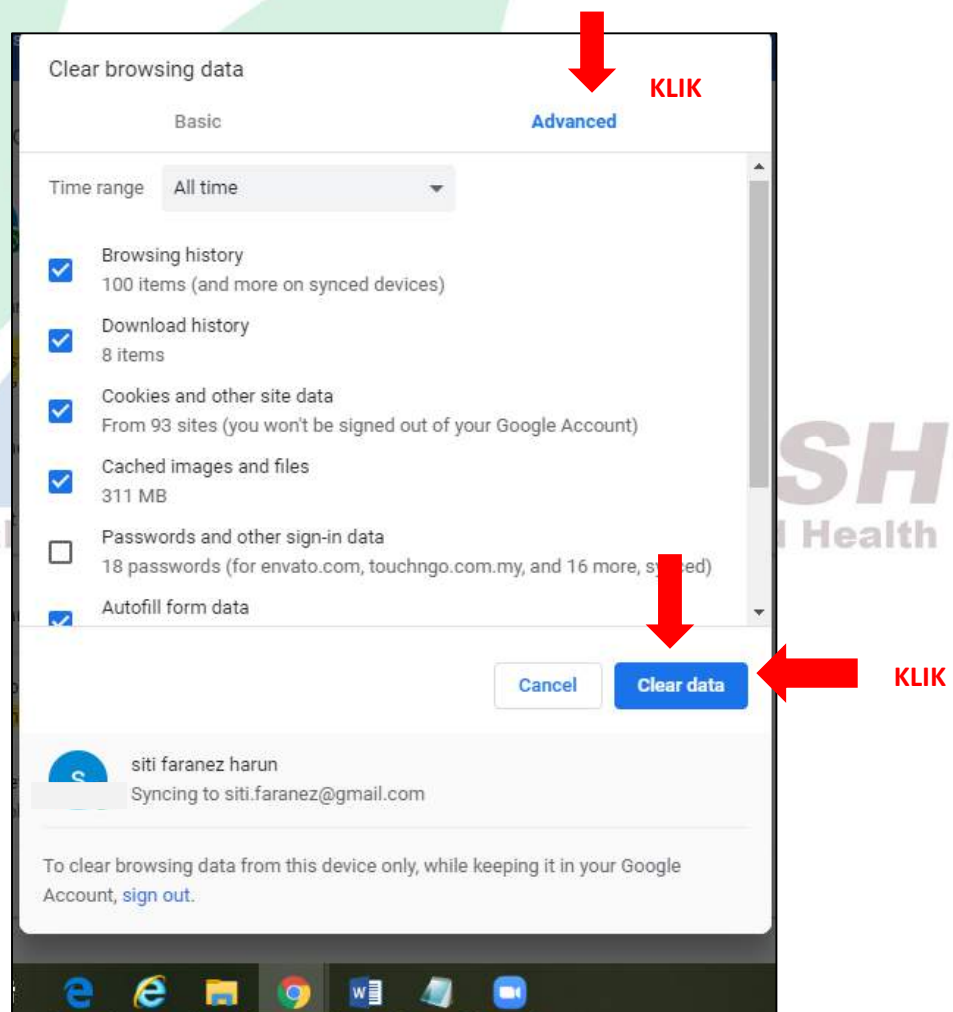 KLIK
Clear browsing data
Basic Advanced
Time range All time
Browsing history
100 items (and more on synced devices)
Download history
8 items
Cookies and other site data
From 93 sites (you won't be signed out of your Google Account)
Cached images and files
311 MB
Passwords and other sign-in data
18 passwords (for envato.com, touchngo.com.my, and 16 more,
Autofill form data
Cancel Clear data
KLIK
SH
Health
siti faranez harun
Syncing to siti.faranez@gmail.com
To clear browsing data from this device only, while keeping it in your Google
Account, sign out.